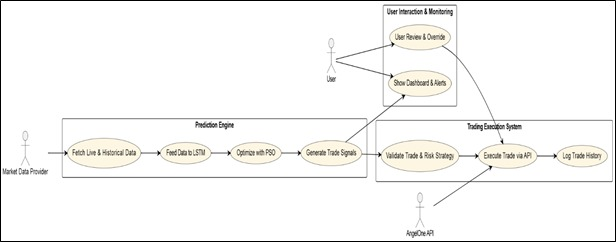 User Interaction & Monitoring
User Review & Override
User
Show Dashboard & Alerts
Prediction Engine
Trading Execution System
Market Data Provider
Fetch Live & Historical Data
Feed Data to LSTM
Optimize with PSO
Generate Trade Signals
Validate Trade & Risk Strategy
Execute Trade via API
Log Trade History
AngelOne API